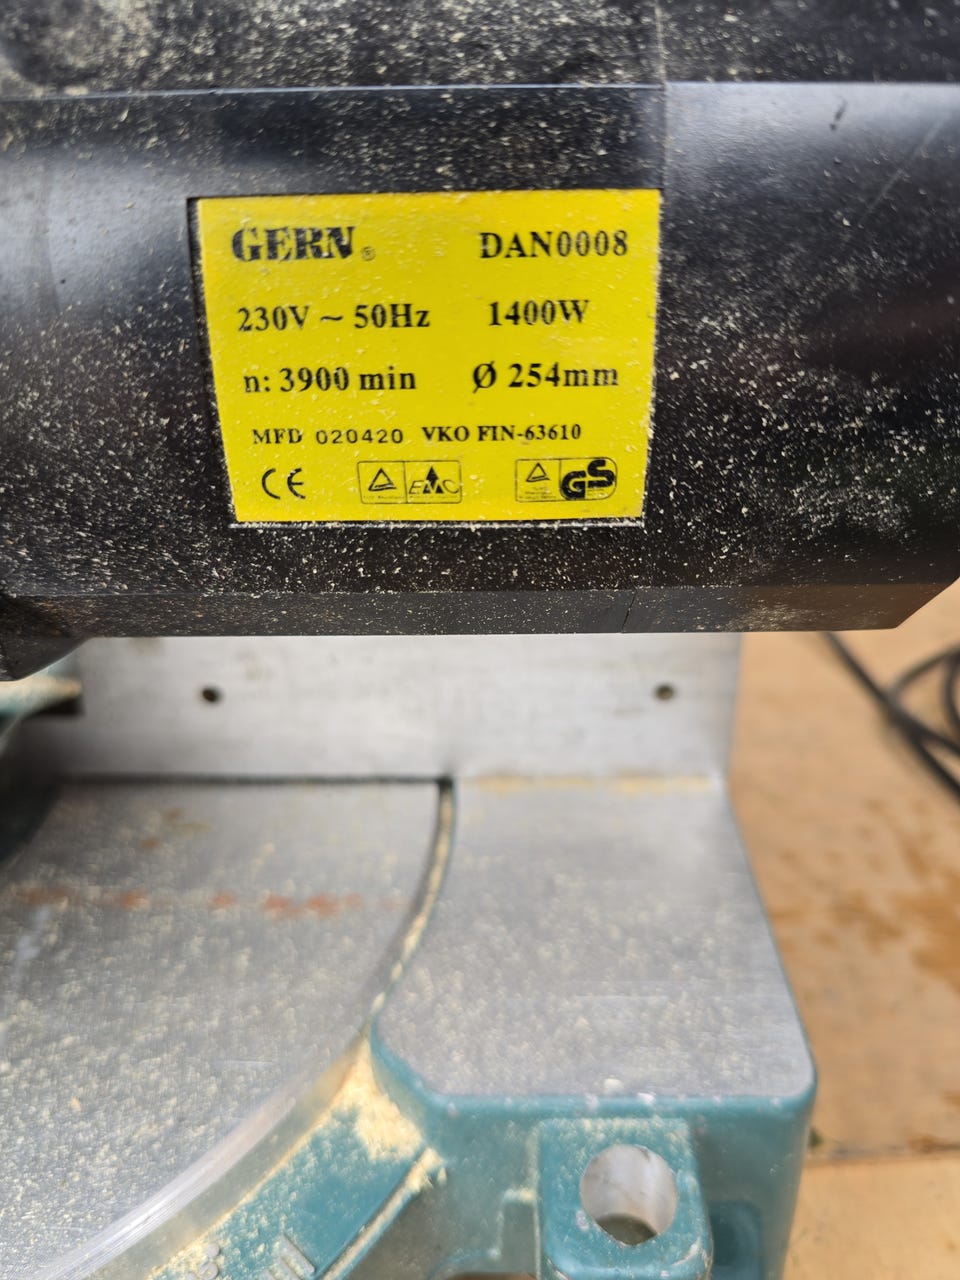 GERN® DAN0008
230V ~ 50Hz 1400W
n: 3900 min Ø 254mm
MFD 020420 VKO FIN-63610
CE EMC GS